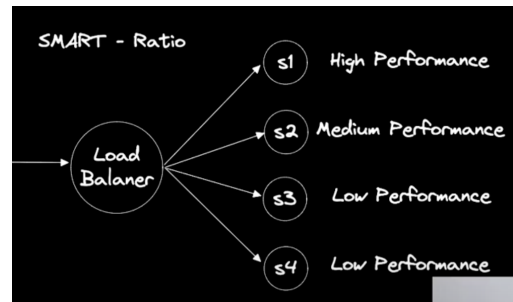 SMART - Ratio
s1 High Performance
s2 Medium Performance
Load
Balaner
s3 Low Performance
s4 Low Performance